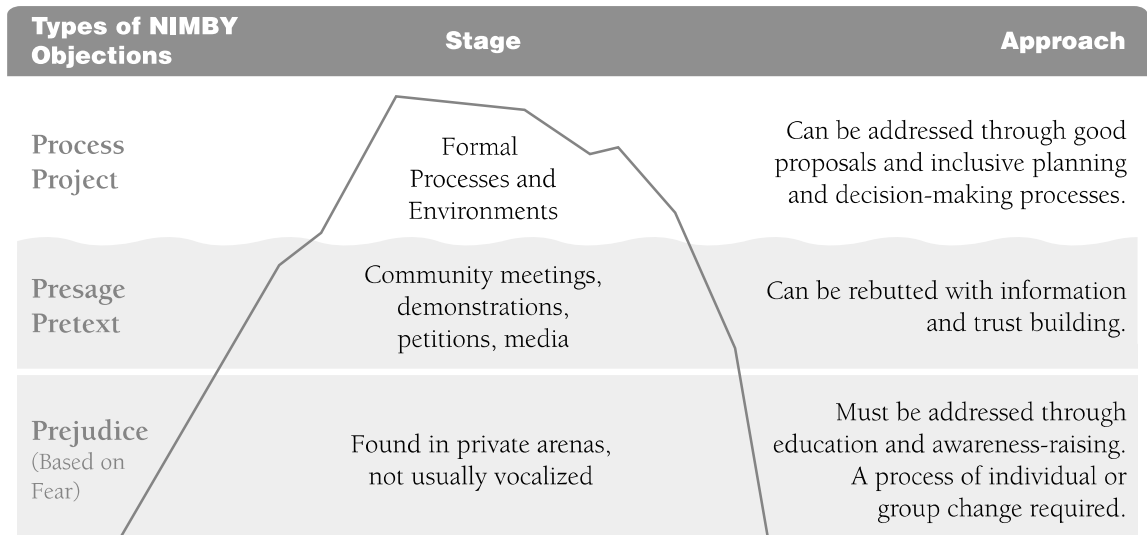 Types of NIMBY
Objections
Stage
Approach
Process
Project
Formal
Processes and
Environments
Can be addressed through good
proposals and inclusive planning
and decision-making processes.
Presage
Pretext
Community meetings,
demonstrations,
petitions, media
Can be rebutted with information
and trust building.
Prejudice
(Based on
Fear)
Found in private arenas,
not usually vocalized
Must be addressed through
education and awareness-raising.
A process of individual or
group change required.